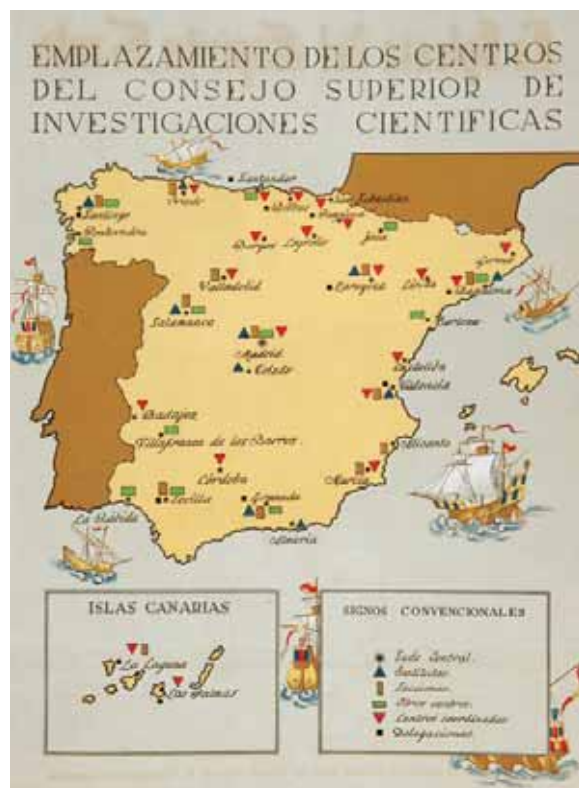 EMPLAZAMIENTO DE LOS CENTROS
DEL CONSEJO SUPERIOR DE
INVESTIGACIONES CIENTIFICAS
Santander
Oviedo
San Sebastián
Santiago
Bilbao
Pontevedra
Jaca
Burgos
Logroño
Gerona
Valladolid
Zaragoza
Lérida
Barcelona
Salamanca
Madrid
Toledo
Castellón
Valencia
Badajoz
Villafranca de los Barros.
Alicante
Córdoba
Murcia
Sevilla
Granada
La Rábida
Almería
ISLAS CANARIAS
La Laguna
Las Palmas
SIGNOS CONVENCIONALES
Sede Central.
Institutos
Secciones.
Otros centros.
Centros coordinados
Delegaciones.